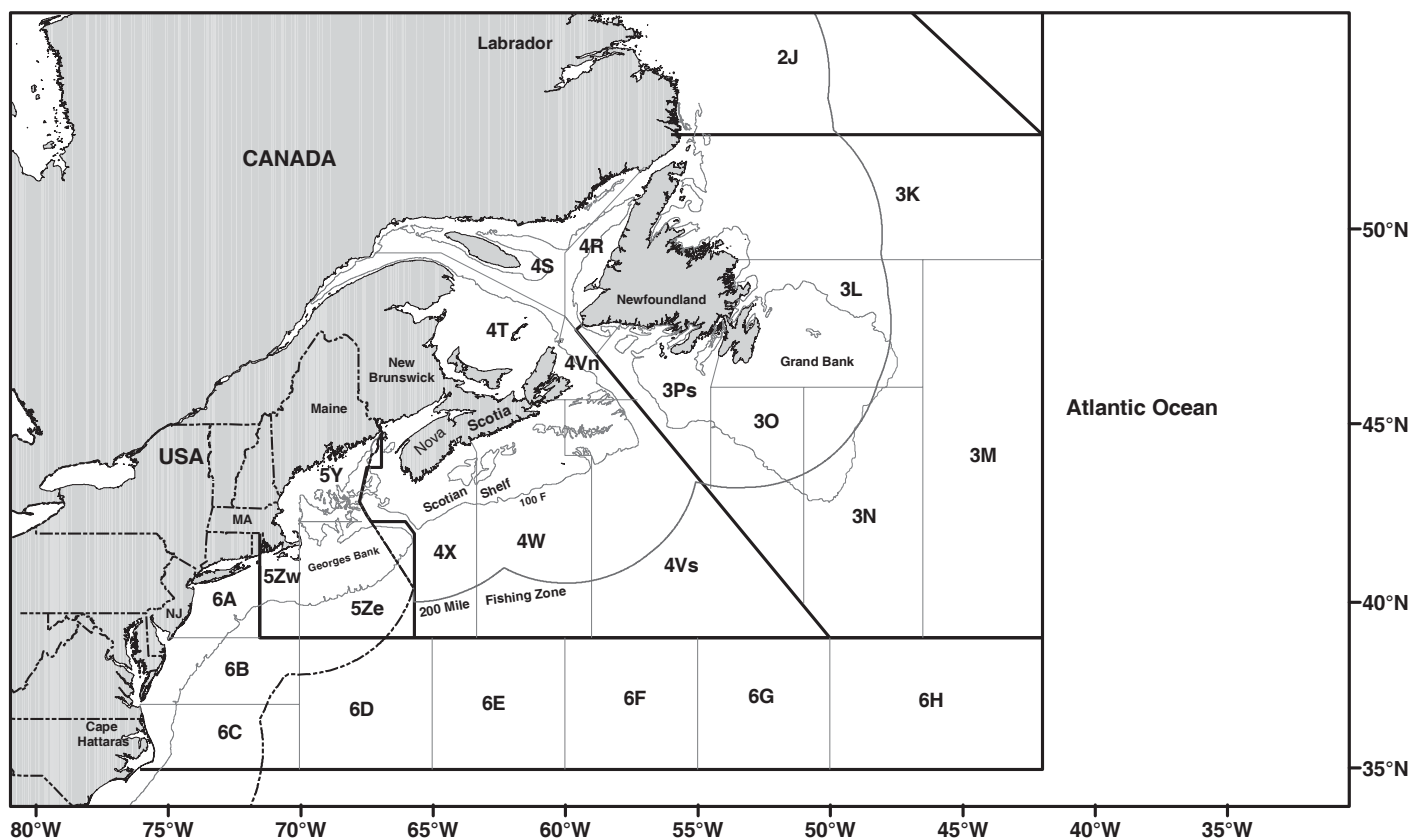 Labrador
2J
CANADA
3K
50°N
4R
4S
3L
Newfoundland
4T
Grand Bank
New
Brunswick
4Vn
3Ps
Maine
Atlantic Ocean
Nova Scotia
3O
45°N
USA
3M
5Y
Scotian Shelf
100 F
MA
3N
4W
4X
Georges Bank
4Vs
5Zw
6A
5Ze
200 Mile Fishing Zone
40°N
NJ
6B
6D
6E
6F
6G
6H
Cape
Hattaras
6C
35°N
80°W 75°W 70°W 65°W 60°W 55°W 50°W 45°W 40°W 35°W